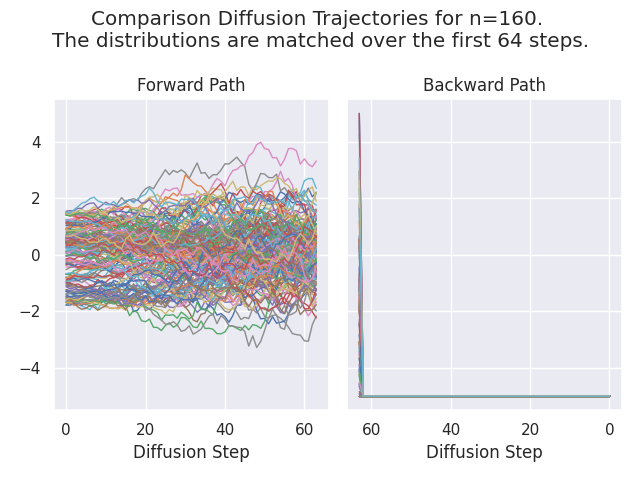 Comparison Diffusion Trajectories for n=160.
The distributions are matched over the first 64 steps.
Forward Path
Backward Path
4
2
0
−2
−4
0 20 40 60
60 40 20 0
Diffusion Step
Diffusion Step